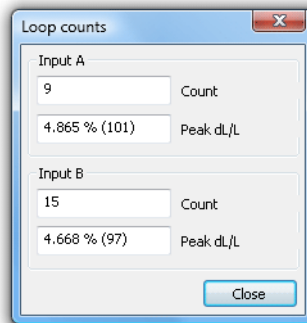 Loop counts
Input A
9 Count
4.865 % (101) Peak dL/L
Input B
15 Count
4.668 % (97) Peak dL/L
Close